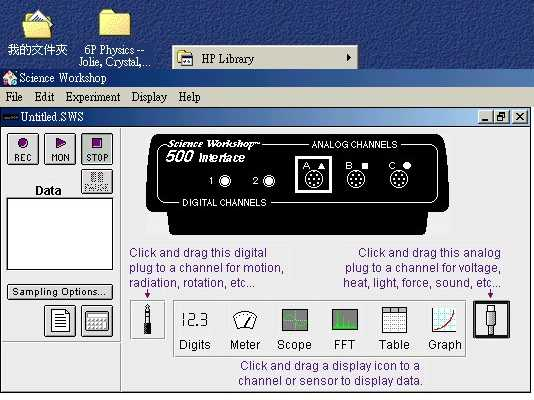 我的文件夾
6P Physics --
Jolie, Crystal,...
HP Library
Science Workshop
File Edit Experiment Display Help
Untitled.SWS
REC MON STOP
PAUSE
Data
Science Workshop™
500 Interface
ANALOG CHANNELS
A B C
1 2
DIGITAL CHANNELS
Click and drag this digital
plug to a channel for motion,
radiation, rotation, etc...
Click and drag this analog
plug to a channel for voltage,
heat, light, force, sound, etc...
Sampling Options...
12.3
Digits Meter Scope FFT Table Graph
Click and drag a display icon to a
channel or sensor to display data.